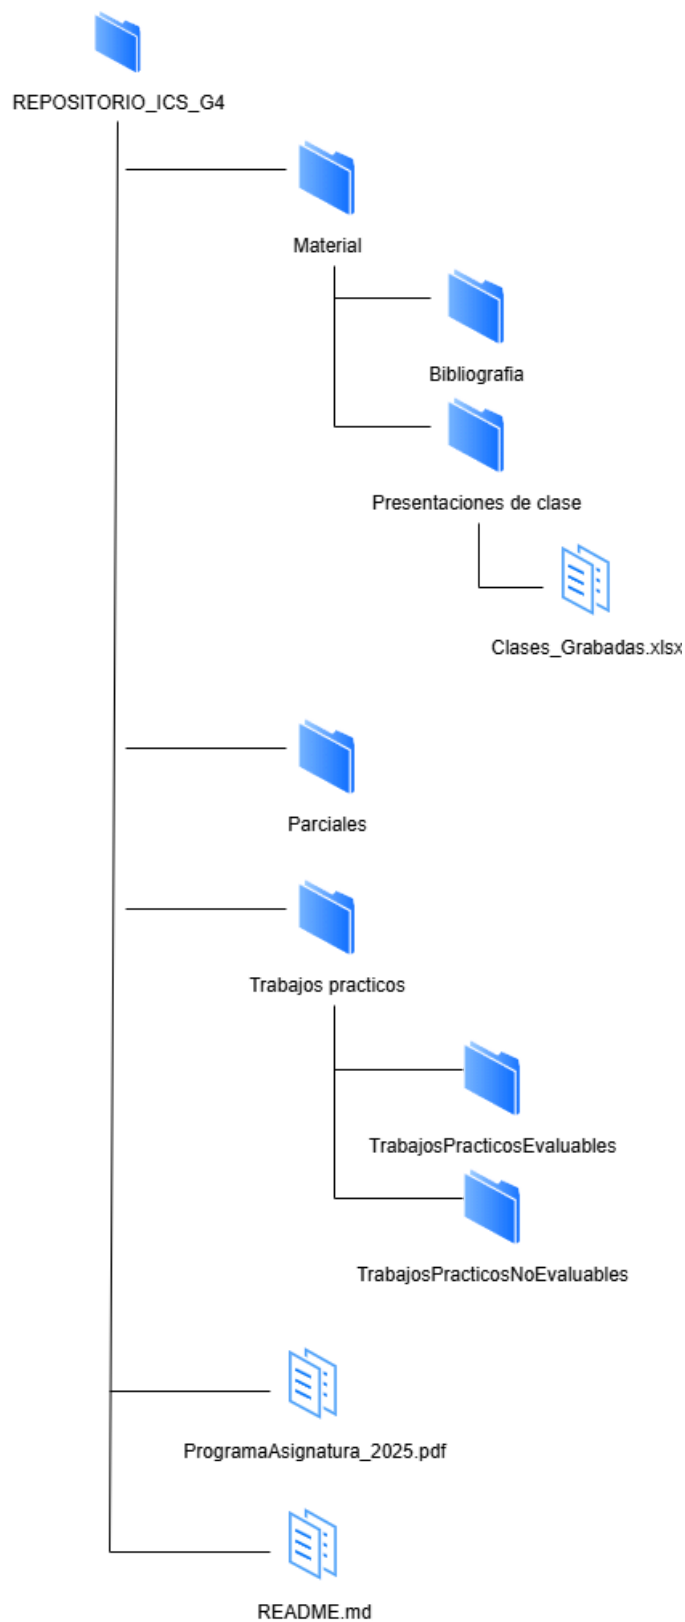 REPOSITORIO_ICS_G4
Material
Bibliografia
Presentaciones de clase
Clases_Grabadas.xlsx
Parciales
Trabajos practicos
TrabajosPracticosEvaluables
TrabajosPracticosNoEvaluables
ProgramaAsignatura_2025.pdf
README.md